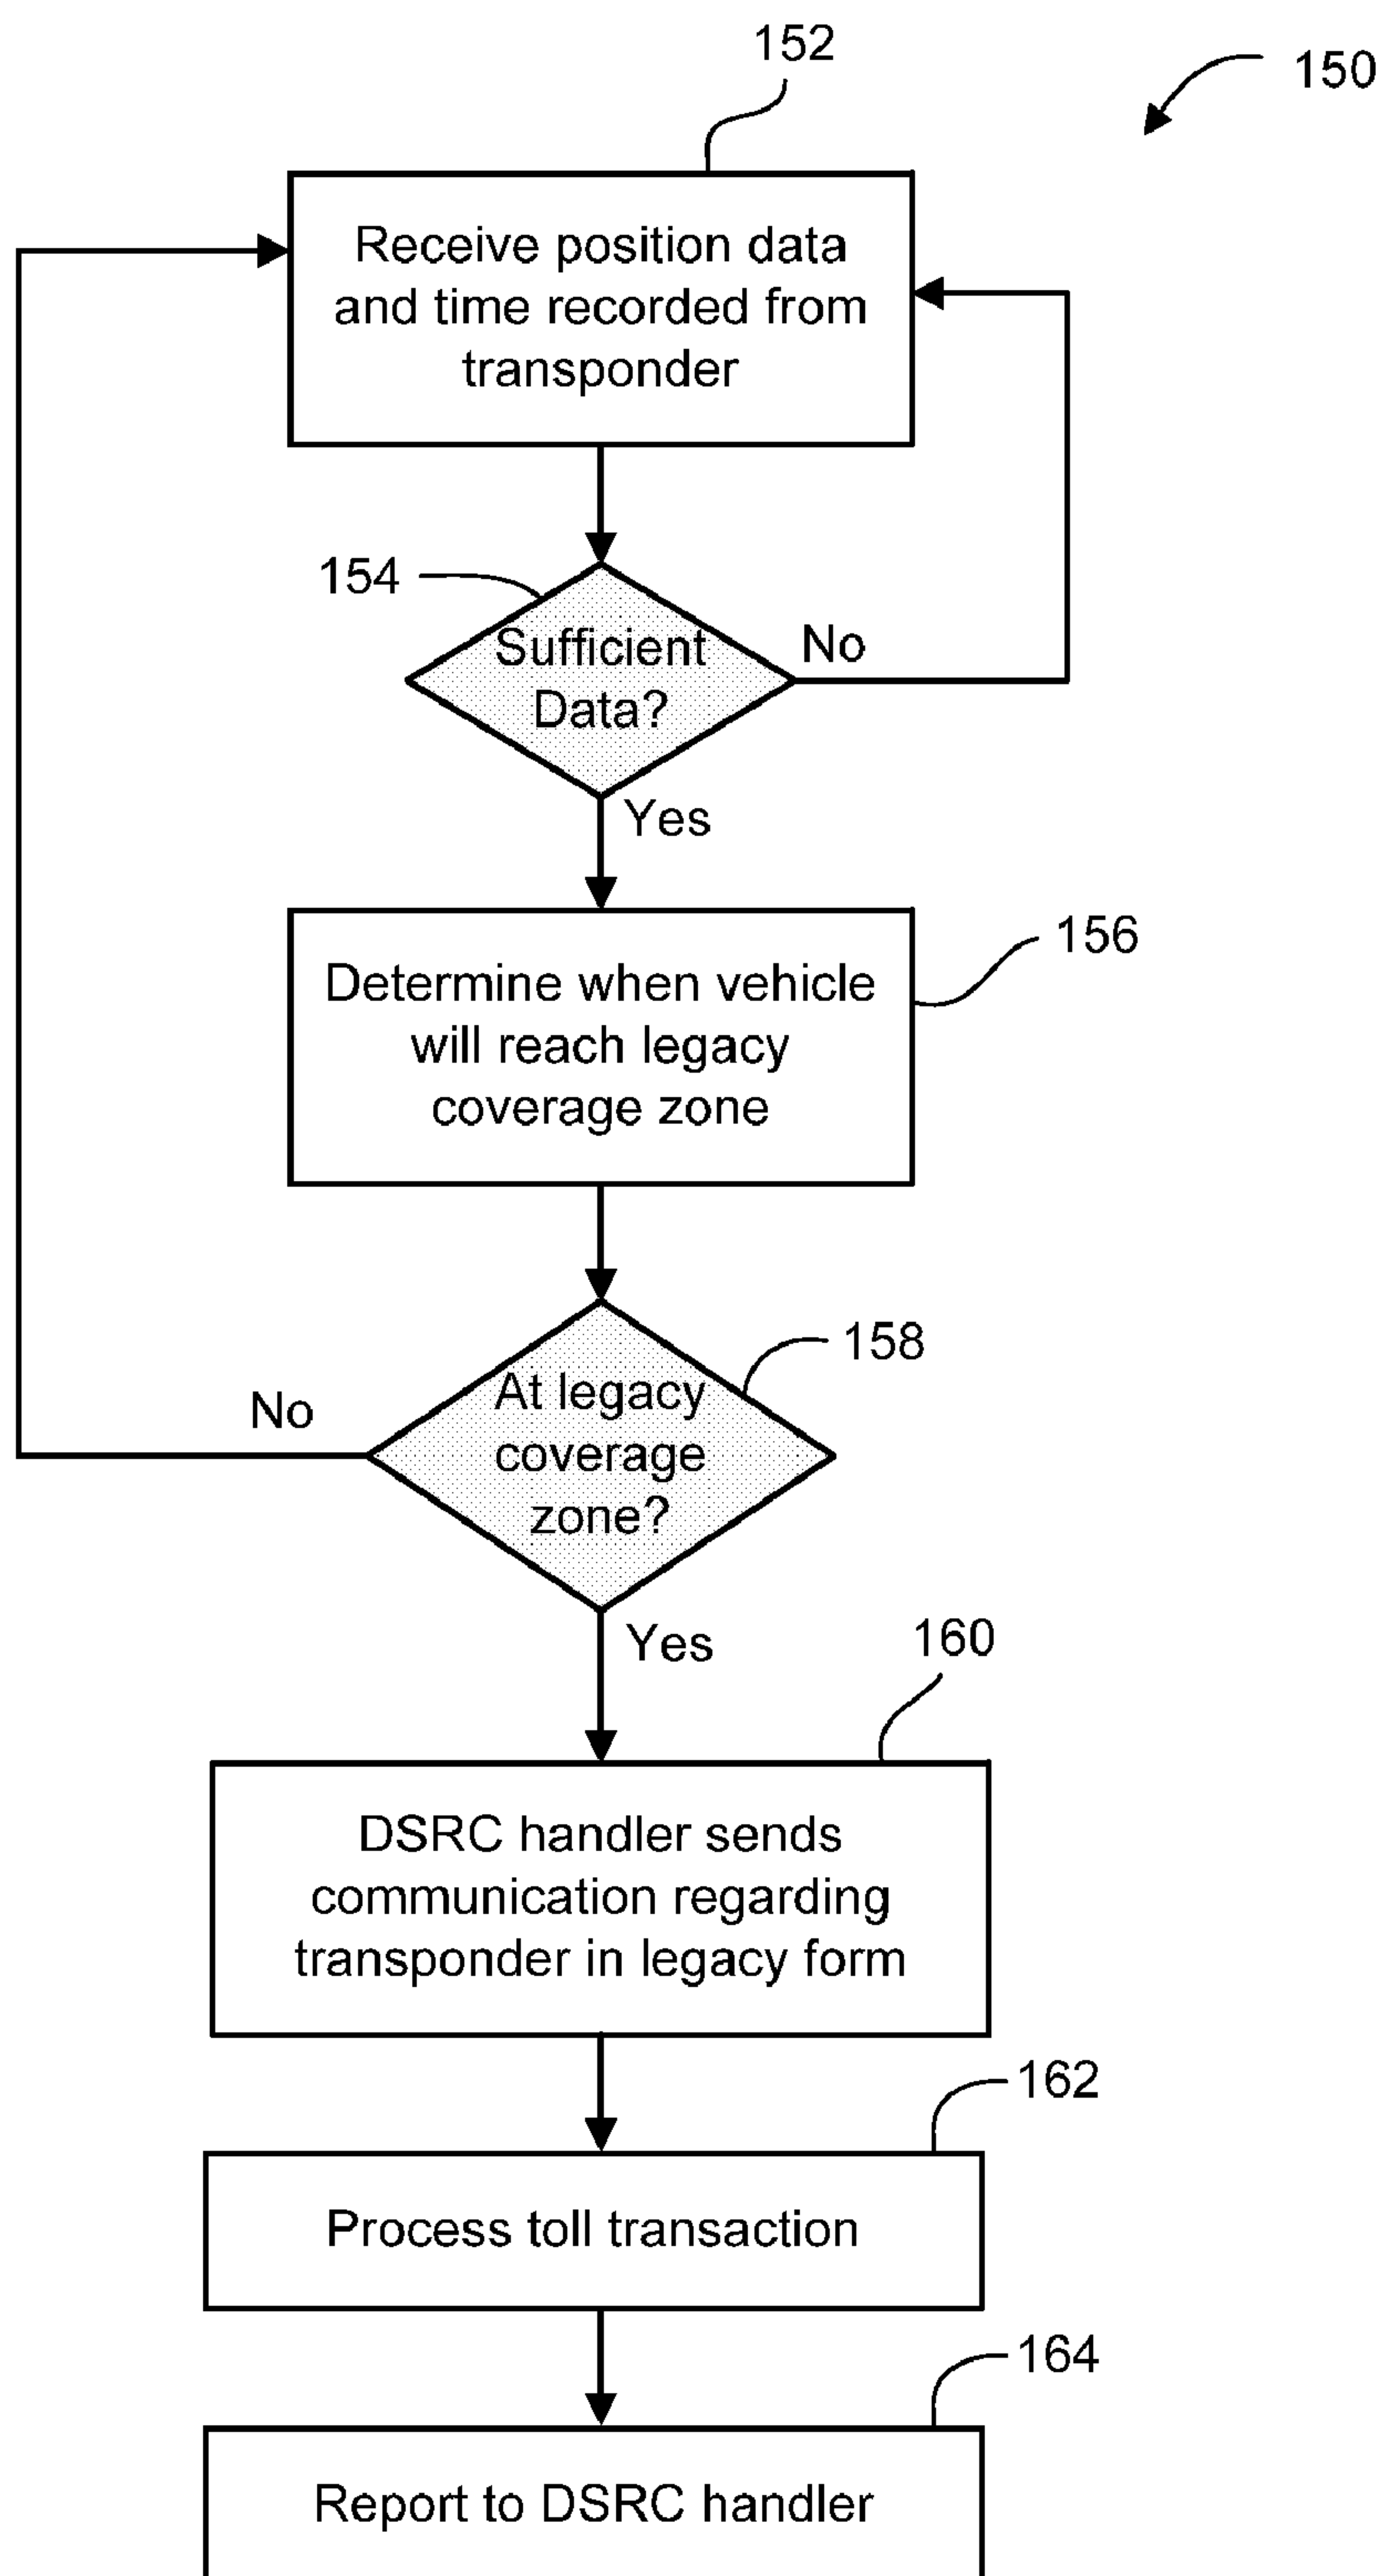 152
150
Receive position data
and time recorded from
transponder
154
Sufficient
Data?
No
Yes
156
Determine when vehicle
will reach legacy
coverage zone
158
At legacy
coverage
zone?
No
Yes
160
DSRC handler sends
communication regarding
transponder in legacy form
162
Process toll transaction
164
Report to DSRC handler